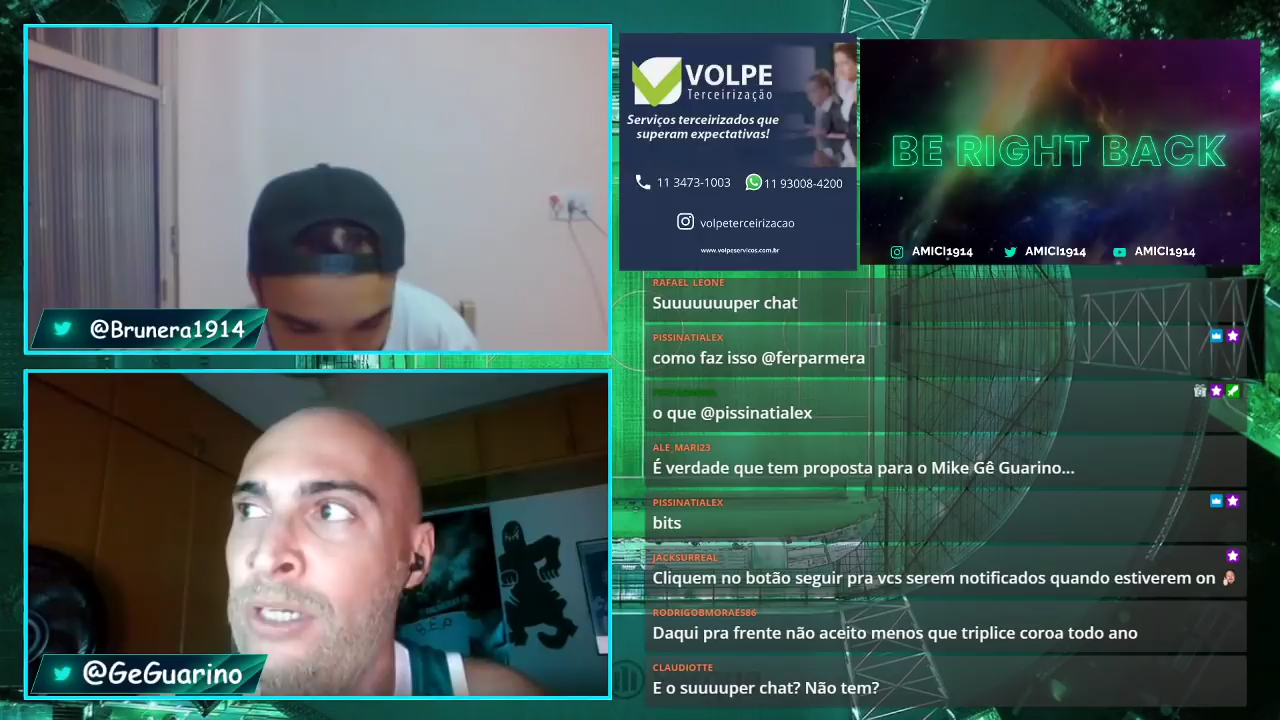 @Brunera1914
@GeGuarino
VOLPE
Terceirização
Serviços terceirizados que
superam expectativas!
11 3473-1003
11 93008-4200
volpeterceirizacao
www.volpeservicos.com.br
BE RIGHT BACK
AMICI1914
AMICI1914
AMICI1914
RAFAEL_LEONE
Suuuuuuuper chat
PISSINATIALEX
como faz isso @ferparmera
o que @pissinatialex
ALE_MARI23
É verdade que tem proposta para o Mike Gê Guarino...
PISSINATIALEX
bits
JACKSURREAL
Cliquem no botão seguir pra vcs serem notificados quando estiverem on
RODRIGOBMORAES86
Daqui pra frente não aceito menos que triplice coroa todo ano
CLAUDIOTTE
E o suuuuper chat? Não tem?